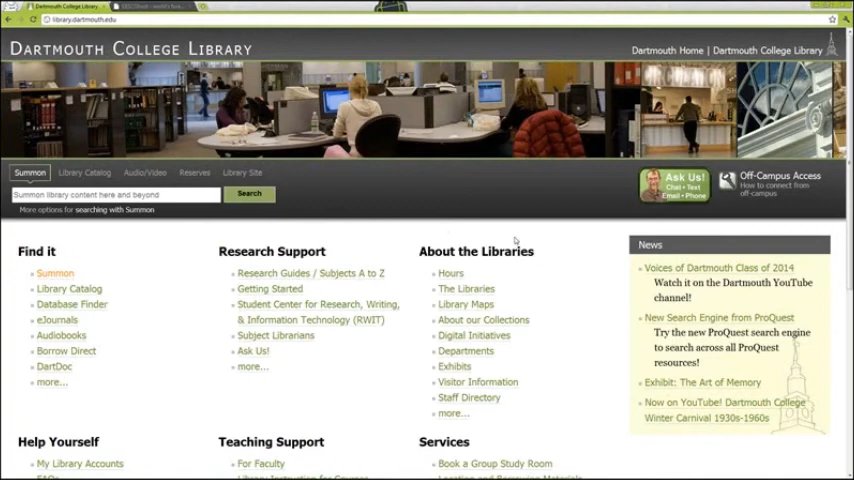 Dartmouth College Library
library.dartmouth.edu
DARTMOUTH COLLEGE LIBRARY
Dartmouth Home | Dartmouth College Library
Summon
Library Catalog
Audio/Video
Reserves
Library Site
Summon library content here and beyond
Search
More options for searching with Summon
Ask Us!
Chat • Text
Email • Phone
Off-Campus Access
How to connect from
off-campus
Find it
Summon
Library Catalog
Database Finder
eJournals
Audiobooks
Borrow Direct
DartDoc
more...
Research Support
Research Guides / Subjects A to Z
Getting Started
Student Center for Research, Writing,
& Information Technology (RWIT)
Subject Librarians
Ask Us!
more...
About the Libraries
Hours
The Libraries
Library Maps
About our Collections
Digital Initiatives
Departments
Exhibits
Visitor Information
Staff Directory
more...
News
Voices of Dartmouth Class of 2014
Watch it on the Dartmouth YouTube
channel!
New Search Engine from ProQuest
Try the new ProQuest search engine
to search across all ProQuest
resources!
Exhibit: The Art of Memory
Now on YouTube! Dartmouth College
Winter Carnival 1930s-1960s
Help Yourself
My Library Accounts
Teaching Support
For Faculty
Services
Book a Group Study Room